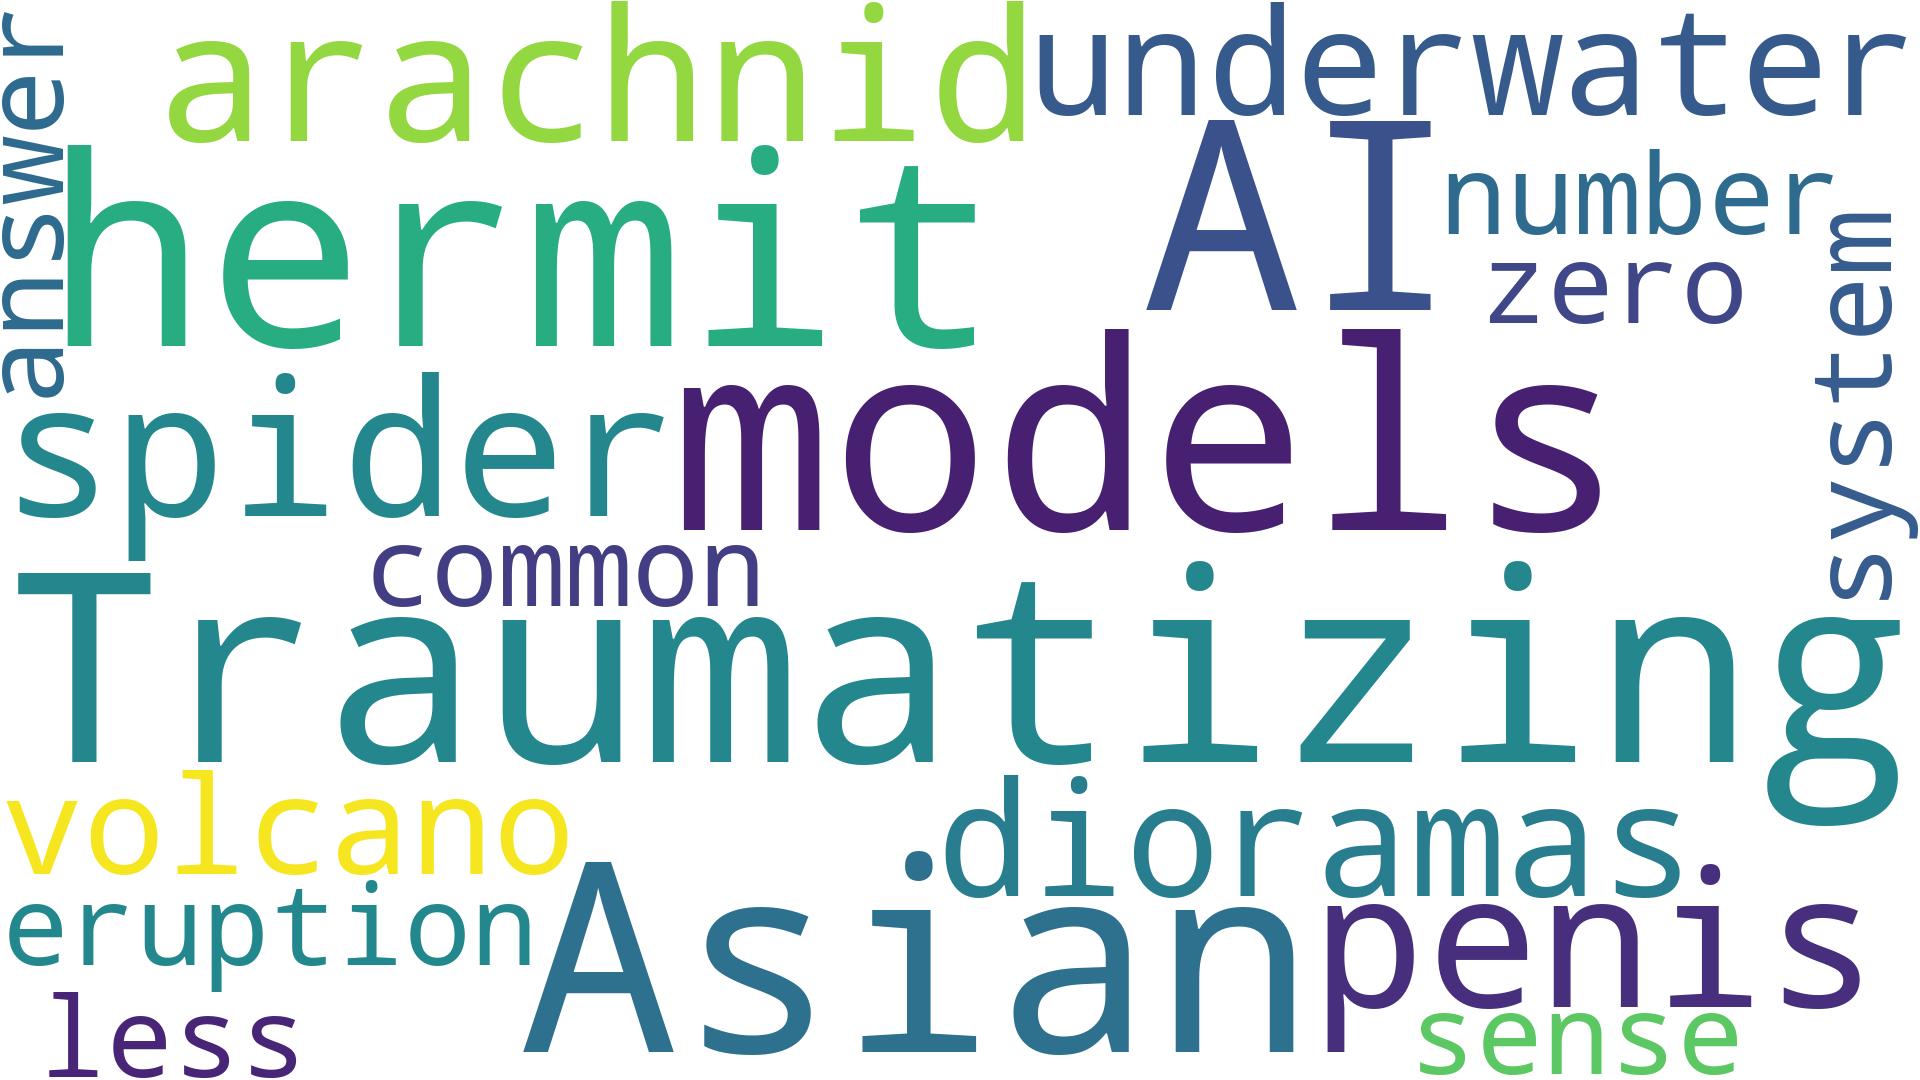 answer
arachnid
underwater
hermit
AI
number
zero
system
spider
models
common
Traumatizing
volcano
dioramas
eruption
Asian
penis
less
sense